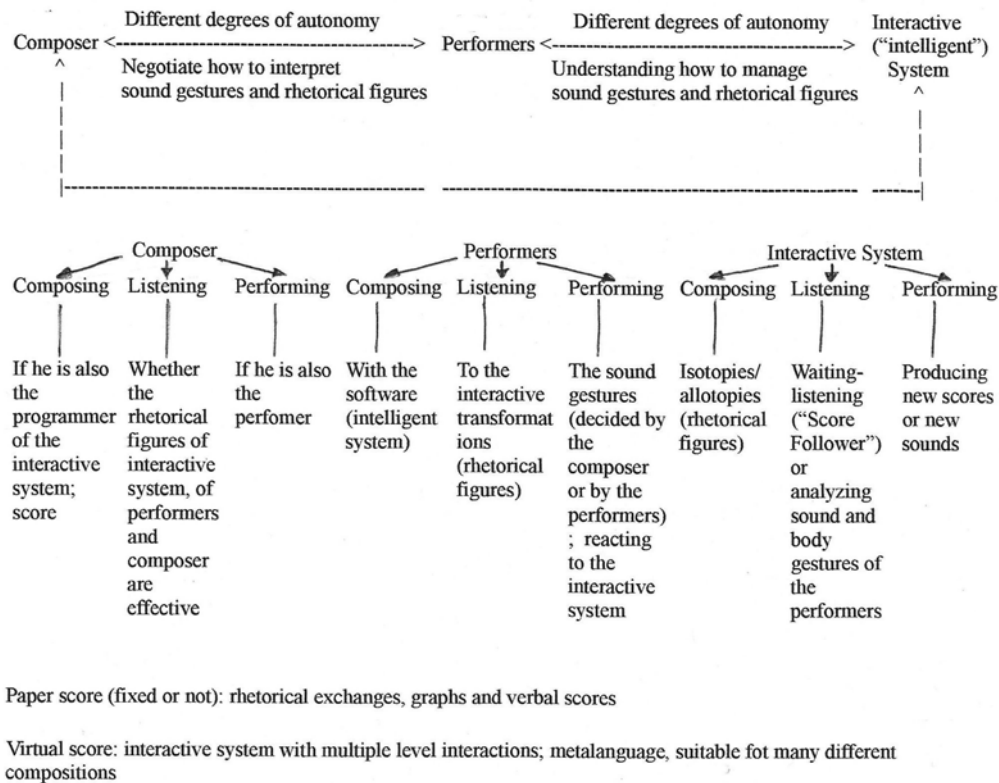 Different degrees of autonomy
Different degrees of autonomy
Interactive
Composer <----------------------------------> Performers <----------------------------------> ("intelligent")
Negotiate how to interpret
Understanding how to manage
System
sound gestures and rhetorical figures
sound gestures and rhetorical figures
Composer
Performers
Interactive System
Composing
Listening
Performing
Composing
Listening
Performing
Composing
Listening
Performing
If he is also
the
programmer
of the
interactive
system;
score
Whether
the
rhetorical
figures of
interactive
system, of
performers
and
composer
are
effective
If he is also
the
perfomer
With the
software
(intelligent
system)
To the
interactive
transformat
ions
(rhetorical
figures)
The sound
gestures
(decided by
the
composer
or by the
performers)
; reacting
to the
interactive
system
Isotopies/
allotopies
(rhetorical
figures)
Waiting-
listening
("Score
Follower")
or
analyzing
sound and
body
gestures of
the
performers
Producing
new scores
or new
sounds
Paper score (fixed or not): rhetorical exchanges, graphs and verbal scores
Virtual score: interactive system with multiple level interactions; metalanguage, suitable fot many different
compositions